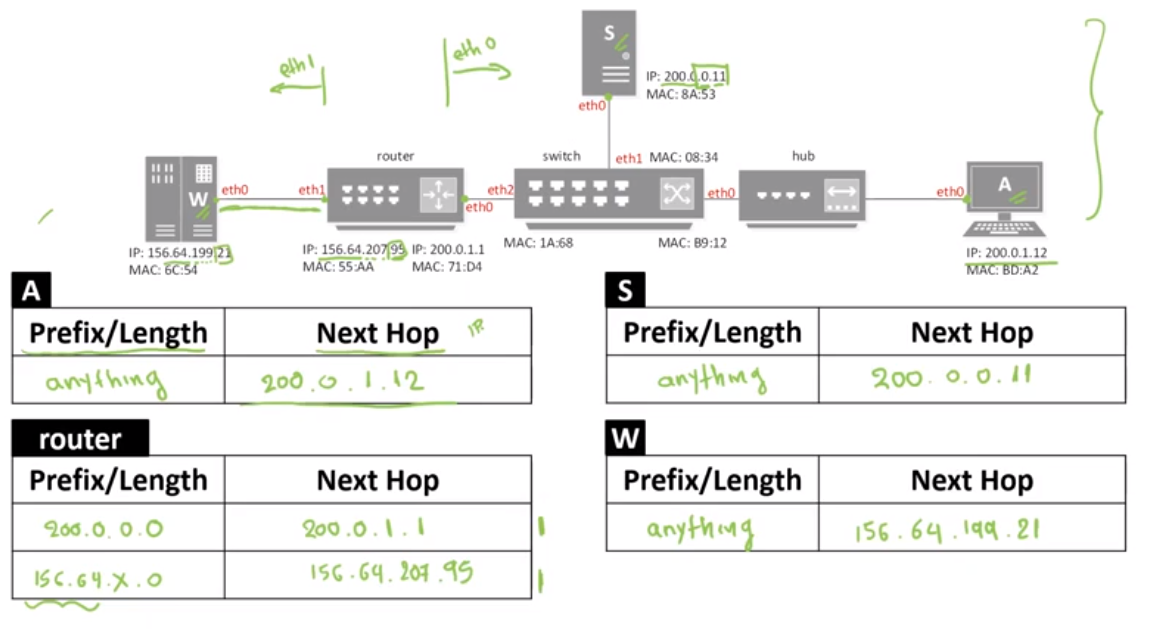 eth1
eth0
S
IP: 200.0.0.11
MAC: 8A:53
eth0
router
switch
eth1 MAC: 08:34
hub
W
eth0
eth1
eth2
eth0
eth0
eth0
A
IP: 156.64.199.21
MAC: 6C:54
IP: 156.64.207.95
MAC: 55:AA
IP: 200.0.1.1
MAC: 71:D4
MAC: 1A:68
MAC: B9:12
IP: 200.0.1.12
MAC: BD:A2
A
Prefix/Length Next Hop IP
anything 200.0.1.12
S
Prefix/Length Next Hop
anything 200.0.0.11
router
Prefix/Length Next Hop
200.0.0.0 200.0.1.1
156.64.X.0 156.64.207.95
W
Prefix/Length Next Hop
anything 156.64.199.21